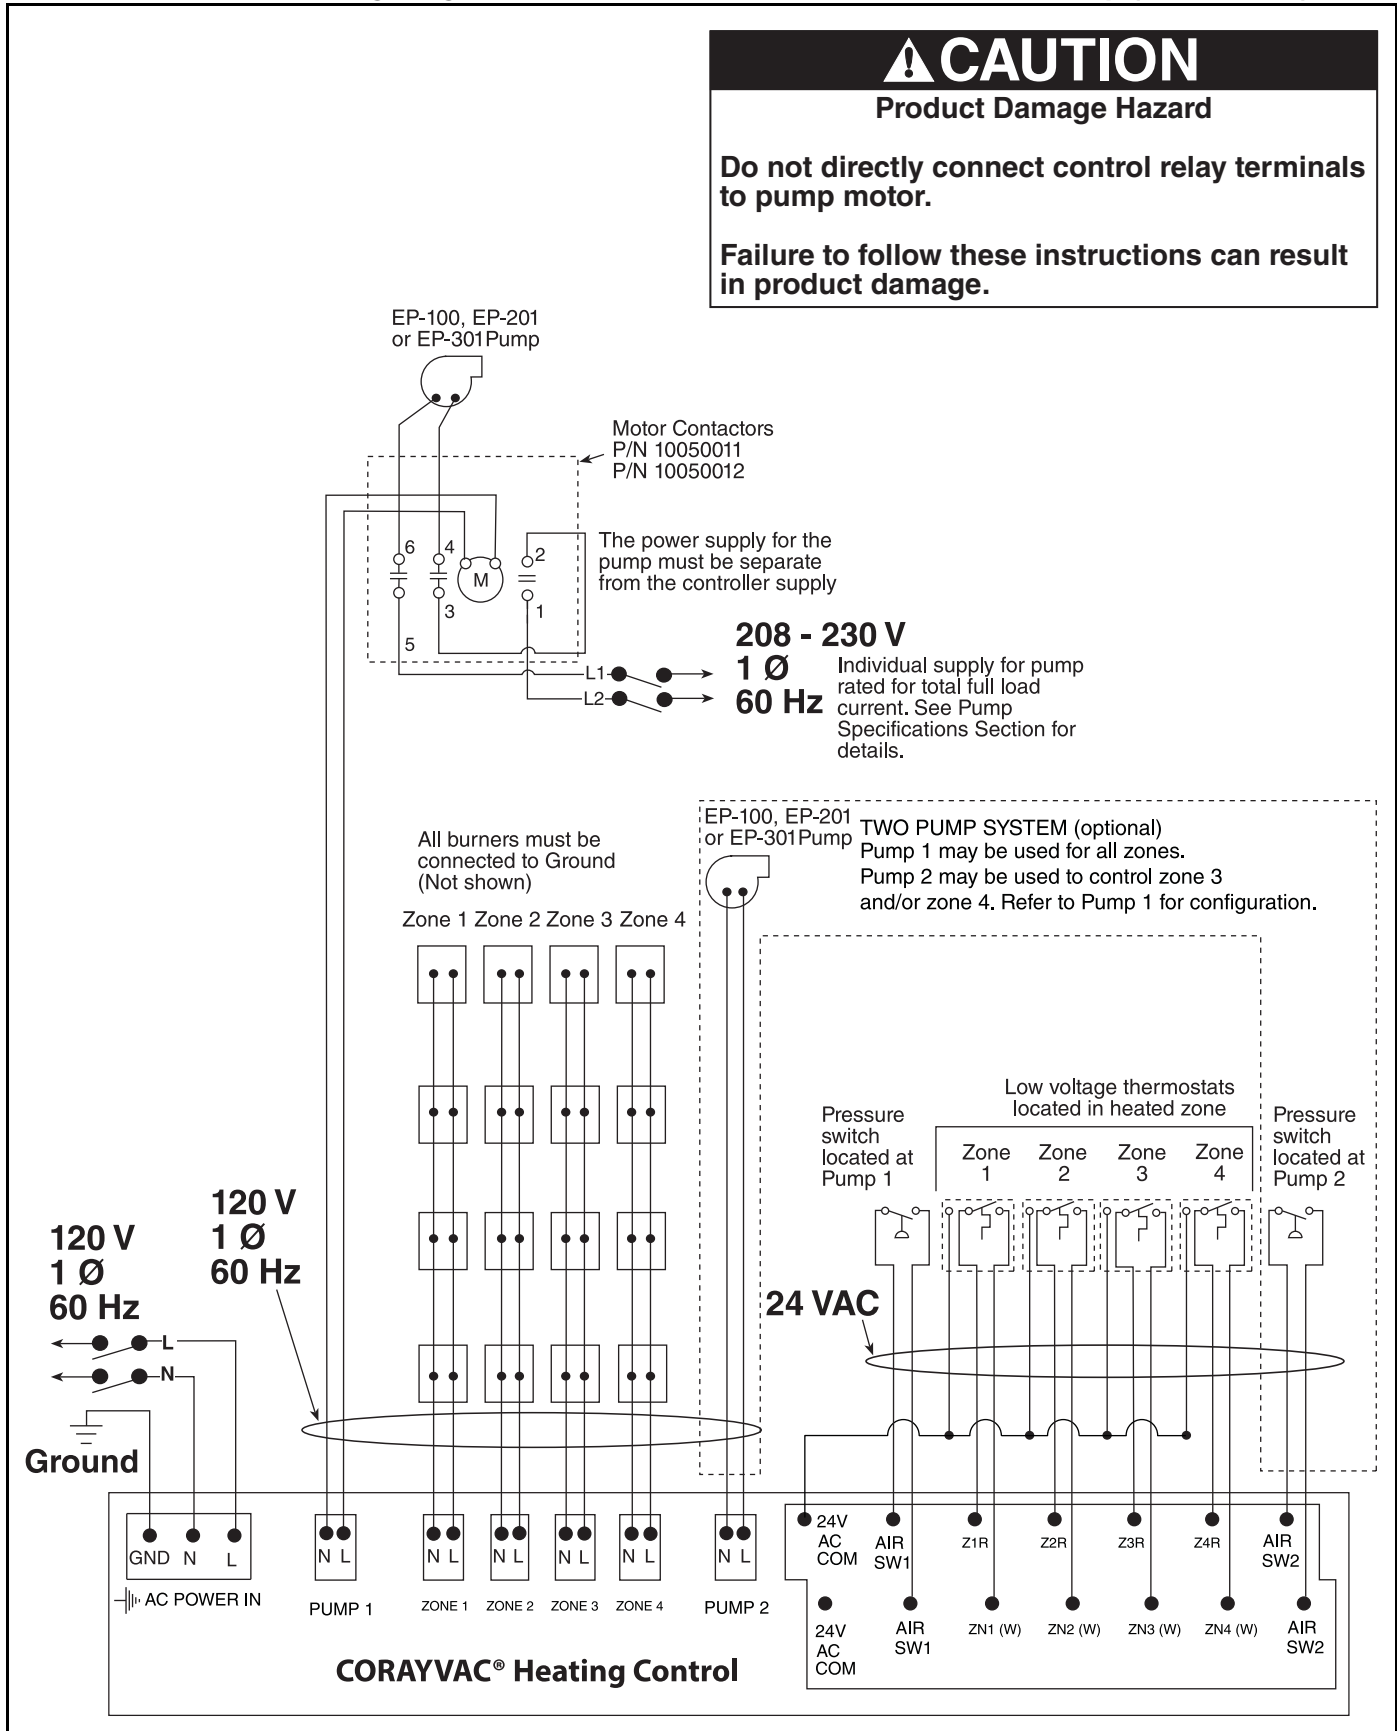 CAUTION
Product Damage Hazard
Do not directly connect control relay terminals
to pump motor.
Failure to follow these instructions can result
in product damage.
EP-100, EP-201
or EP-301Pump
Motor Contactors
P/N 10050011
P/N 10050012
The power supply for the
pump must be separate
from the controller supply
6
4
M
2
3
1
5
L1
L2
208 - 230 V
1 Ø
60 Hz
Individual supply for pump
rated for total full load
current. See Pump
Specifications Section for
details.
All burners must be
connected to Ground
(Not shown)
Zone 1 Zone 2 Zone 3 Zone 4
EP-100, EP-201
or EP-301Pump
TWO PUMP SYSTEM (optional)
Pump 1 may be used for all zones.
Pump 2 may be used to control zone 3
and/or zone 4. Refer to Pump 1 for configuration.
Low voltage thermostats
located in heated zone
Pressure
switch
located at
Pump 1
Zone
1
Zone
2
Zone
3
Zone
4
Pressure
switch
located at
Pump 2
120 V
1 Ø
60 Hz
120 V
1 Ø
60 Hz
24 VAC
L
N
Ground
GND N L
AC POWER IN
N L
PUMP 1
N L
ZONE 1
N L
ZONE 2
N L
ZONE 3
N L
ZONE 4
N L
PUMP 2
24V
AC
COM
AIR
SW1
Z1R
Z2R
Z3R
Z4R
AIR
SW2
24V
AC
COM
AIR
SW1
ZN1 (W)
ZN2 (W)
ZN3 (W)
ZN4 (W)
AIR
SW2
CORAYVAC® Heating Control